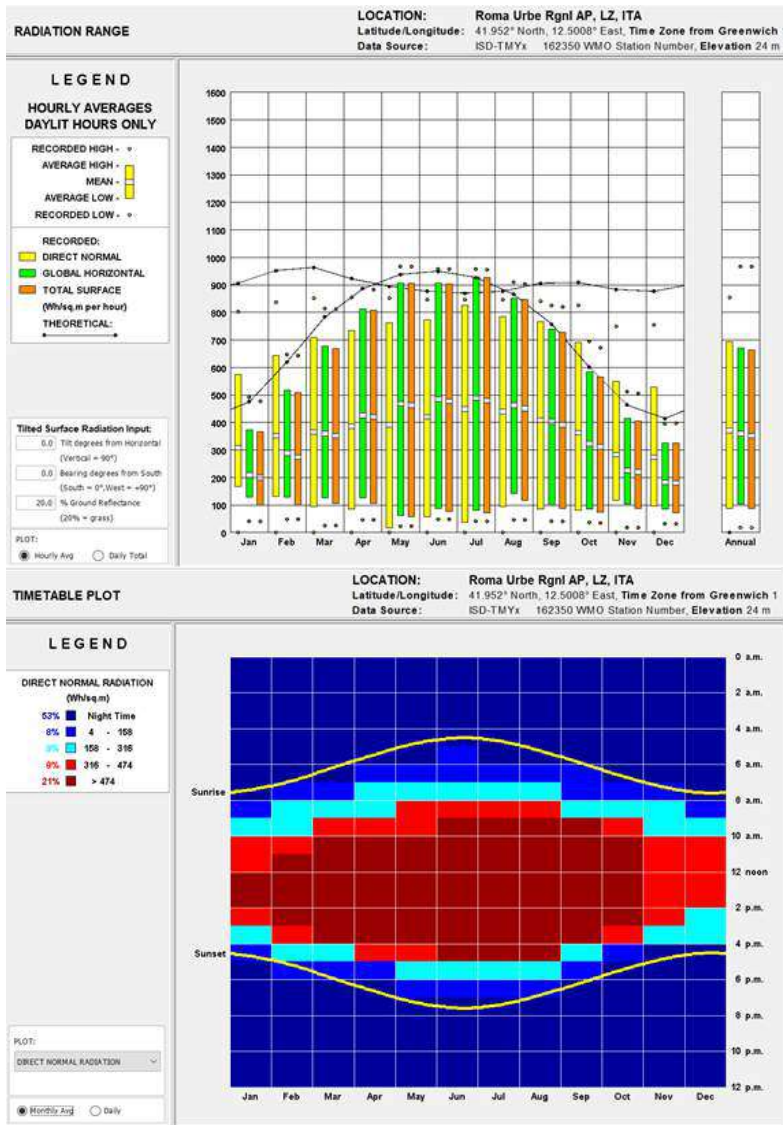 RADIATION RANGE
LOCATION: Roma Urbe Rgnl AP, LZ, ITA
Latitude/Longitude: 41.952° North, 12.5008° East, Time Zone from Greenwich
Data Source: ISD-TMYx 162350 WMO Station Number, Elevation 24 m
LEGEND
HOURLY AVERAGES
DAYLIT HOURS ONLY
RECORDED HIGH -
AVERAGE HIGH -
MEAN -
AVERAGE LOW -
RECORDED LOW -
RECORDED:
DIRECT NORMAL
GLOBAL HORIZONTAL
TOTAL SURFACE
(Wh/sq.m per hour)
THEORETICAL:
Tilted Surface Radiation Input:
0.0 Tilt degrees from Horizontal
(Vertical = 90°)
0.0 Bearing degrees from South
(South = 0°,West = +90°)
20.0 % Ground Reflectance
(20% = grass)
PLOT:
Hourly Avg Daily Total
1600
1500
1400
1300
1200
1100
1000
900
800
700
600
500
400
300
200
100
0
Jan Feb Mar Apr May Jun Jul Aug Sep Oct Nov Dec Annual
TIMETABLE PLOT
LOCATION: Roma Urbe Rgnl AP, LZ, ITA
Latitude/Longitude: 41.952° North, 12.5008° East, Time Zone from Greenwich 1
Data Source: ISD-TMYx 162350 WMO Station Number, Elevation 24 m
LEGEND
DIRECT NORMAL RADIATION
(Wh/sq.m)
53% Night Time
8% 4 - 158
158 - 316
316 - 474
21% > 474
PLOT:
DIRECT NORMAL RADIATION
Monthly Avg Daily
Sunrise
Sunset
0 a.m.
2 a.m.
4 a.m.
6 a.m.
8 a.m.
10 a.m.
12 noon
2 p.m.
4 p.m.
6 p.m.
8 p.m.
10 p.m.
12 p.m.
Jan Feb Mar Apr May Jun Jul Aug Sep Oct Nov Dec